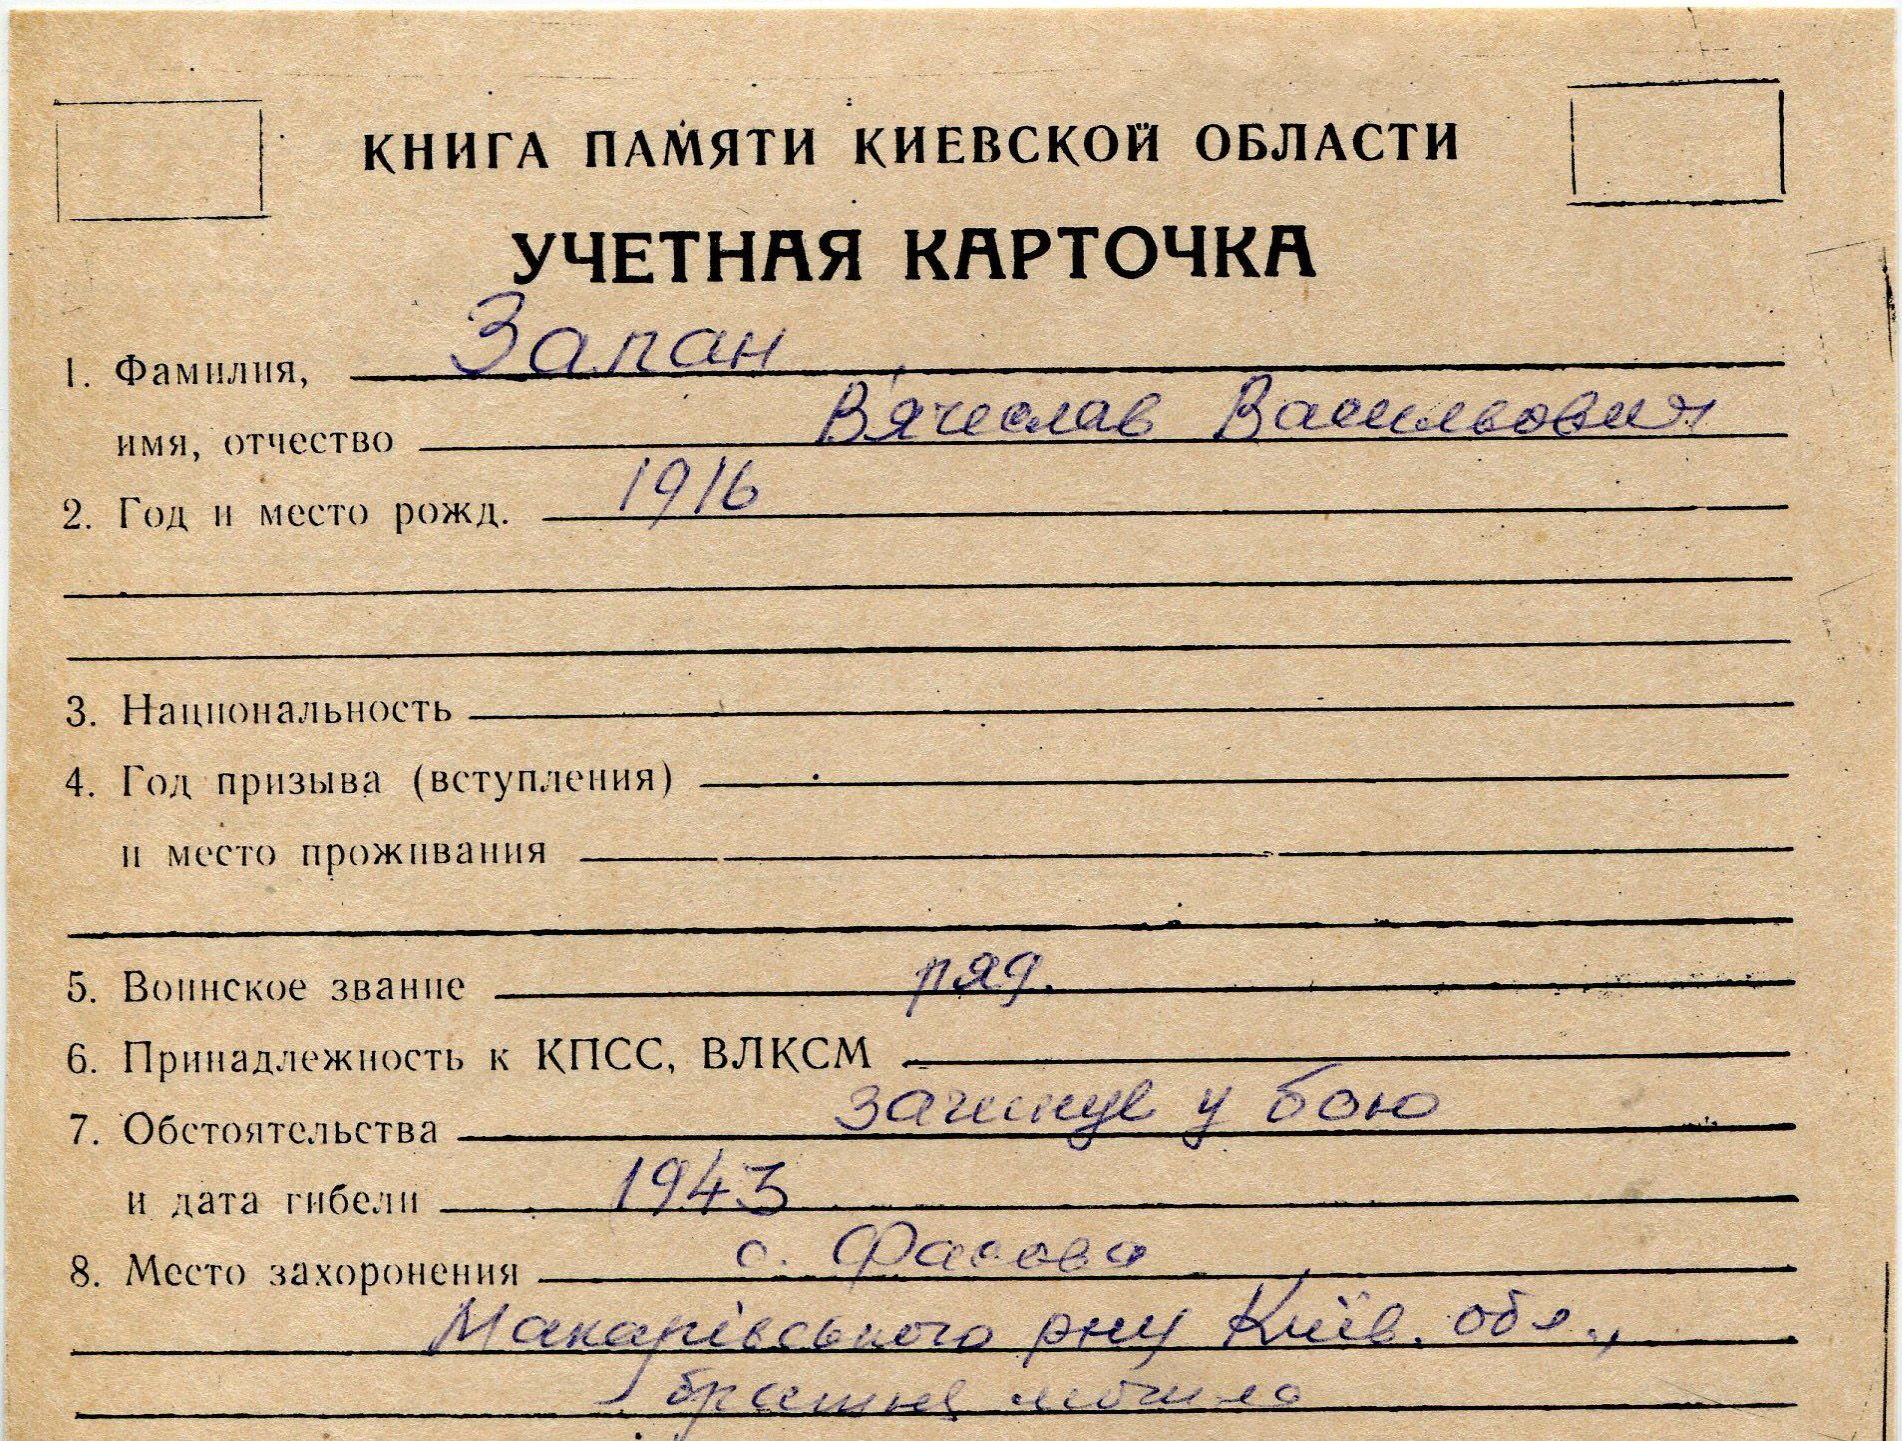 КНИГА ПАМЯТИ КИЕВСКОЙ ОБЛАСТИ
УЧЕТНАЯ КАРТОЧКА
1. Фамилия, Запан
имя, отчество В'ячеслав Васильович
2. Год и место рожд. 1916
3. Национальность
4. Год призыва (вступления)
и место проживания
5. Воинское звание ряд.
6. Принадлежность к КПСС, ВЛКСМ
7. Обстоятельства загинув у бою
и дата гибели 1943
8. Место захоронения с. Фасова
Макарівського р-ну Київ. обл.,
братня могила